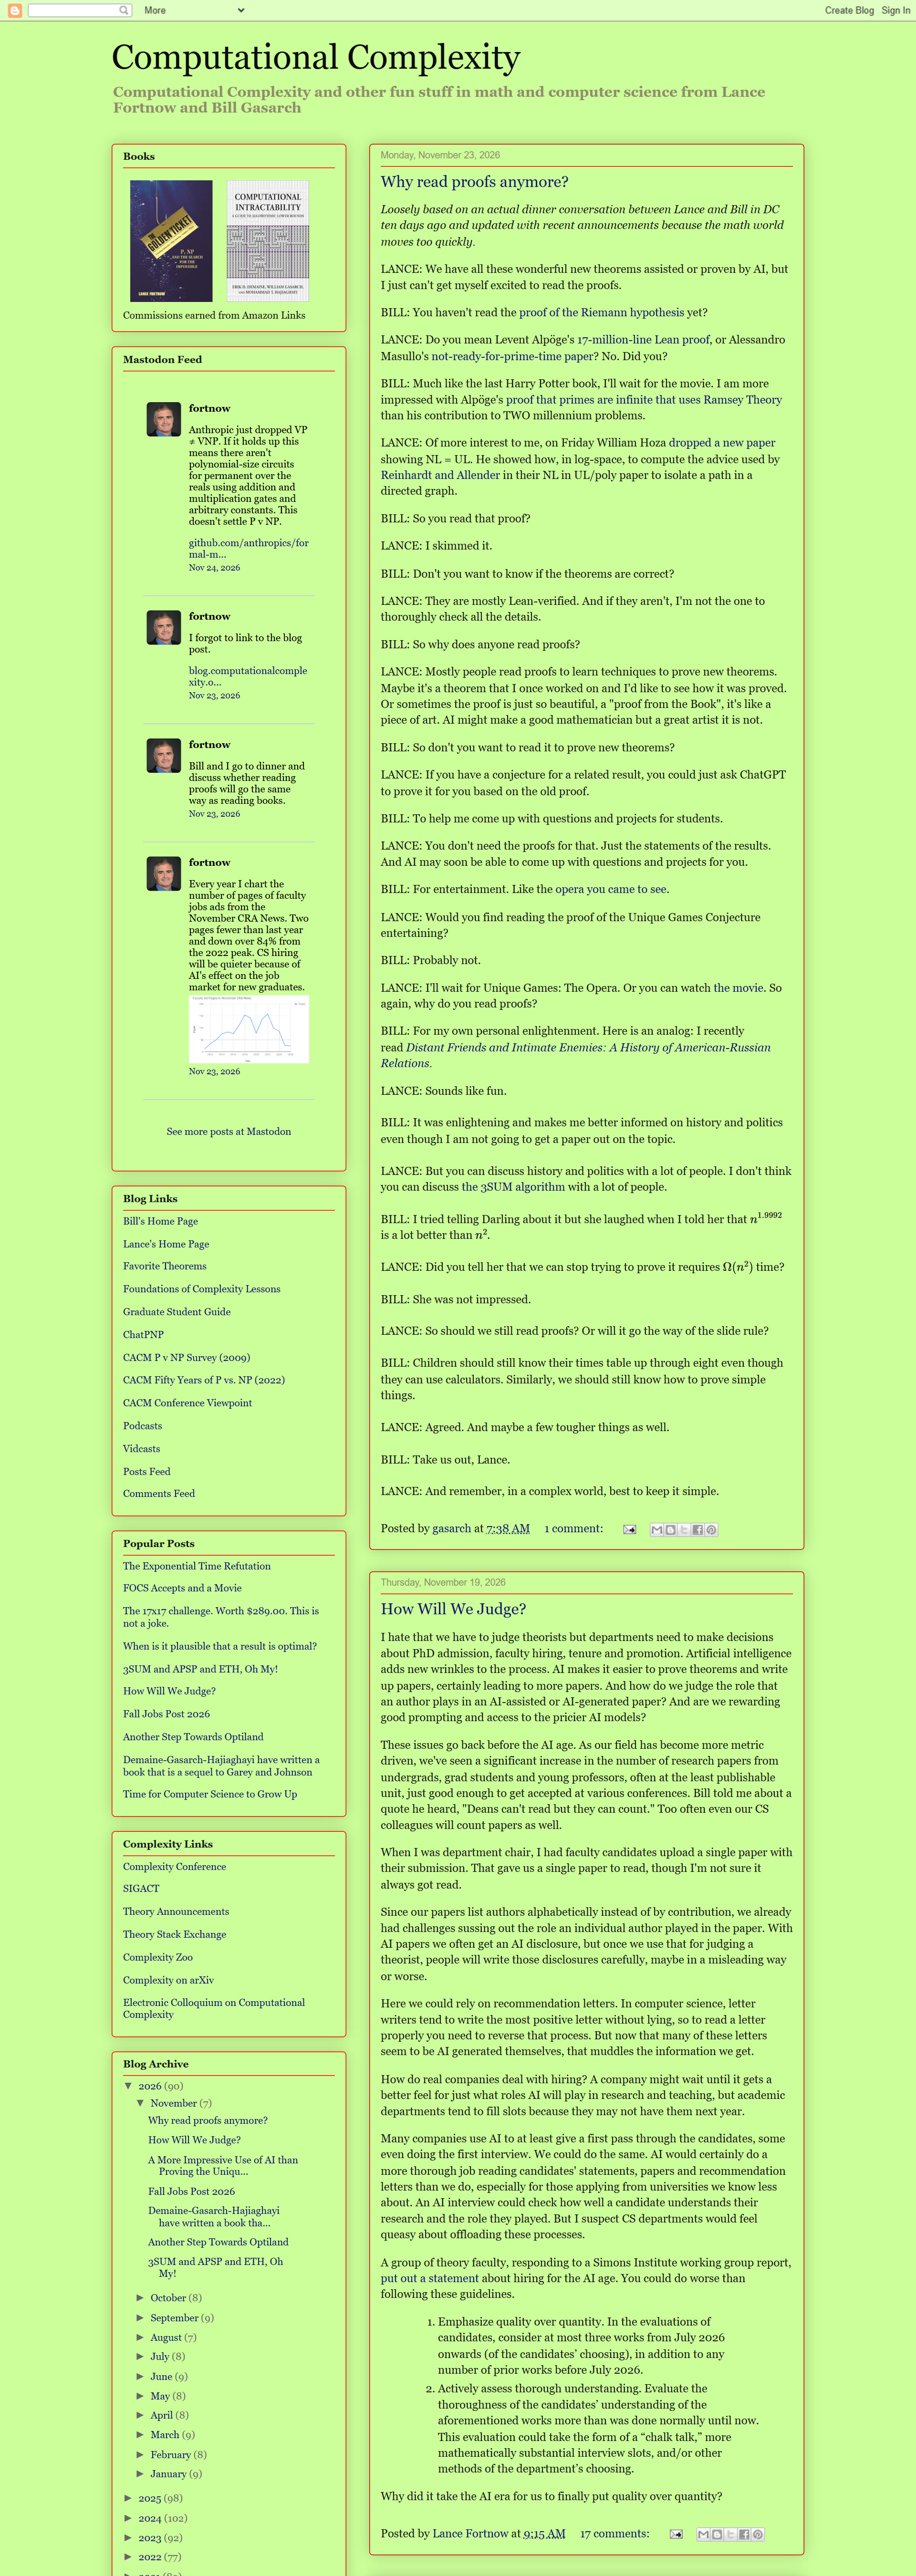 More
Create Blog Sign In
Computational Complexity
Computational Complexity and other fun stuff in math and computer science from Lance
Fortnow and Bill Gasarch
Books
THE GOLDEN TICKET
P, NP
AND THE SEARCH
FOR THE
IMPOSSIBLE
LANCE FORTNOW
COMPUTATIONAL
INTRACTABILITY
A GUIDE TO ALGORITHMIC LOWER BOUNDS
ERIK D. DEMAINE, WILLIAM GASARCH,
AND MOHAMMAD T. HAJIAGHAYI
Commissions earned from Amazon Links
Mastodon Feed
fortnow
Anthropic just dropped VP
≠ VNP. If it holds up this
means there aren't
polynomial-size circuits
for permanent over the
reals using addition and
multiplication gates and
arbitrary constants. This
doesn't settle P v NP.
github.com/anthropics/for
mal-m...
Nov 24, 2026
fortnow
I forgot to link to the blog
post.
blog.computationalcomple
xity.o...
Nov 23, 2026
fortnow
Bill and I go to dinner and
discuss whether reading
proofs will go the same
way as reading books.
Nov 23, 2026
fortnow
Every year I chart the
number of pages of faculty
jobs ads from the
November CRA News. Two
pages fewer than last year
and down over 84% from
the 2022 peak. CS hiring
will be quieter because of
AI's effect on the job
market for new graduates.
Nov 23, 2026
See more posts at Mastodon
Blog Links
Bill's Home Page
Lance's Home Page
Favorite Theorems
Foundations of Complexity Lessons
Graduate Student Guide
ChatPNP
CACM P v NP Survey (2009)
CACM Fifty Years of P vs. NP (2022)
CACM Conference Viewpoint
Podcasts
Vidcasts
Posts Feed
Comments Feed
Popular Posts
The Exponential Time Refutation
FOCS Accepts and a Movie
The 17x17 challenge. Worth $289.00. This is
not a joke.
When is it plausible that a result is optimal?
3SUM and APSP and ETH, Oh My!
How Will We Judge?
Fall Jobs Post 2026
Another Step Towards Optiland
Demaine-Gasarch-Hajiaghayi have written a
book that is a sequel to Garey and Johnson
Time for Computer Science to Grow Up
Complexity Links
Complexity Conference
SIGACT
Theory Announcements
Theory Stack Exchange
Complexity Zoo
Complexity on arXiv
Electronic Colloquium on Computational
Complexity
Blog Archive
▼ 2026 (90)
▼ November (7)
Why read proofs anymore?
How Will We Judge?
A More Impressive Use of AI than
Proving the Uniqu...
Fall Jobs Post 2026
Demaine-Gasarch-Hajiaghayi
have written a book tha...
Another Step Towards Optiland
3SUM and APSP and ETH, Oh
My!
► October (8)
► September (9)
► August (7)
► July (8)
► June (9)
► May (8)
► April (8)
► March (9)
► February (8)
► January (9)
► 2025 (98)
► 2024 (102)
► 2023 (92)
► 2022 (77)
Monday, November 23, 2026
Why read proofs anymore?
Loosely based on an actual dinner conversation between Lance and Bill in DC
ten days ago and updated with recent announcements because the math world
moves too quickly.
LANCE: We have all these wonderful new theorems assisted or proven by AI, but
I just can't get myself excited to read the proofs.
BILL: You haven't read the proof of the Riemann hypothesis yet?
LANCE: Do you mean Levent Alpöge's 17-million-line Lean proof, or Alessandro
Masullo's not-ready-for-prime-time paper? No. Did you?
BILL: Much like the last Harry Potter book, I'll wait for the movie. I am more
impressed with Alpöge's proof that primes are infinite that uses Ramsey Theory
than his contribution to TWO millennium problems.
LANCE: Of more interest to me, on Friday William Hoza dropped a new paper
showing NL = UL. He showed how, in log-space, to compute the advice used by
Reinhardt and Allender in their NL in UL/poly paper to isolate a path in a
directed graph.
BILL: So you read that proof?
LANCE: I skimmed it.
BILL: Don't you want to know if the theorems are correct?
LANCE: They are mostly Lean-verified. And if they aren't, I'm not the one to
thoroughly check all the details.
BILL: So why does anyone read proofs?
LANCE: Mostly people read proofs to learn techniques to prove new theorems.
Maybe it's a theorem that I once worked on and I'd like to see how it was proved.
Or sometimes the proof is just so beautiful, a "proof from the Book", it's like a
piece of art. AI might make a good mathematician but a great artist it is not.
BILL: So don't you want to read it to prove new theorems?
LANCE: If you have a conjecture for a related result, you could just ask ChatGPT
to prove it for you based on the old proof.
BILL: To help me come up with questions and projects for students.
LANCE: You don't need the proofs for that. Just the statements of the results.
And AI may soon be able to come up with questions and projects for you.
BILL: For entertainment. Like the opera you came to see.
LANCE: Would you find reading the proof of the Unique Games Conjecture
entertaining?
BILL: Probably not.
LANCE: I'll wait for Unique Games: The Opera. Or you can watch the movie. So
again, why do you read proofs?
BILL: For my own personal enlightenment. Here is an analog: I recently
read Distant Friends and Intimate Enemies: A History of American-Russian
Relations.
LANCE: Sounds like fun.
BILL: It was enlightening and makes me better informed on history and politics
even though I am not going to get a paper out on the topic.
LANCE: But you can discuss history and politics with a lot of people. I don't think
you can discuss the 3SUM algorithm with a lot of people.
BILL: I tried telling Darling about it but she laughed when I told her that n^1.9992
is a lot better than n^2.
LANCE: Did you tell her that we can stop trying to prove it requires Ω(n^2) time?
BILL: She was not impressed.
LANCE: So should we still read proofs? Or will it go the way of the slide rule?
BILL: Children should still know their times table up through eight even though
they can use calculators. Similarly, we should still know how to prove simple
things.
LANCE: Agreed. And maybe a few tougher things as well.
BILL: Take us out, Lance.
LANCE: And remember, in a complex world, best to keep it simple.
Posted by gasarch at 7:38 AM 1 comment:
Thursday, November 19, 2026
How Will We Judge?
I hate that we have to judge theorists but departments need to make decisions
about PhD admission, faculty hiring, tenure and promotion. Artificial intelligence
adds new wrinkles to the process. AI makes it easier to prove theorems and write
up papers, certainly leading to more papers. And how do we judge the role that
an author plays in an AI-assisted or AI-generated paper? And are we rewarding
good prompting and access to the pricier AI models?
These issues go back before the AI age. As our field has become more metric
driven, we've seen a significant increase in the number of research papers from
undergrads, grad students and young professors, often at the least publishable
unit, just good enough to get accepted at various conferences. Bill told me about a
quote he heard, "Deans can't read but they can count." Too often even our CS
colleagues will count papers as well.
When I was department chair, I had faculty candidates upload a single paper with
their submission. That gave us a single paper to read, though I'm not sure it
always got read.
Since our papers list authors alphabetically instead of by contribution, we already
had challenges sussing out the role an individual author played in the paper. With
AI papers we often get an AI disclosure, but once we use that for judging a
theorist, people will write those disclosures carefully, maybe in a misleading way
or worse.
Here we could rely on recommendation letters. In computer science, letter
writers tend to write the most positive letter without lying, so to read a letter
properly you need to reverse that process. But now that many of these letters
seem to be AI generated themselves, that muddles the information we get.
How do real companies deal with hiring? A company might wait until it gets a
better feel for just what roles AI will play in research and teaching, but academic
departments tend to fill slots because they may not have them next year.
Many companies use AI to at least give a first pass through the candidates, some
even doing the first interview. We could do the same. AI would certainly do a
more thorough job reading candidates' statements, papers and recommendation
letters than we do, especially for those applying from universities we know less
about. An AI interview could check how well a candidate understands their
research and the role they played. But I suspect CS departments would feel
queasy about offloading these processes.
A group of theory faculty, responding to a Simons Institute working group report,
put out a statement about hiring for the AI age. You could do worse than
following these guidelines.
1. Emphasize quality over quantity. In the evaluations of
candidates, consider at most three works from July 2026
onwards (of the candidates’ choosing), in addition to any
number of prior works before July 2026.
2. Actively assess thorough understanding. Evaluate the
thoroughness of the candidates’ understanding of the
aforementioned works more than was done normally until now.
This evaluation could take the form of a “chalk talk,” more
mathematically substantial interview slots, and/or other
methods of the department’s choosing.
Why did it take the AI era for us to finally put quality over quantity?
Posted by Lance Fortnow at 9:15 AM 17 comments: